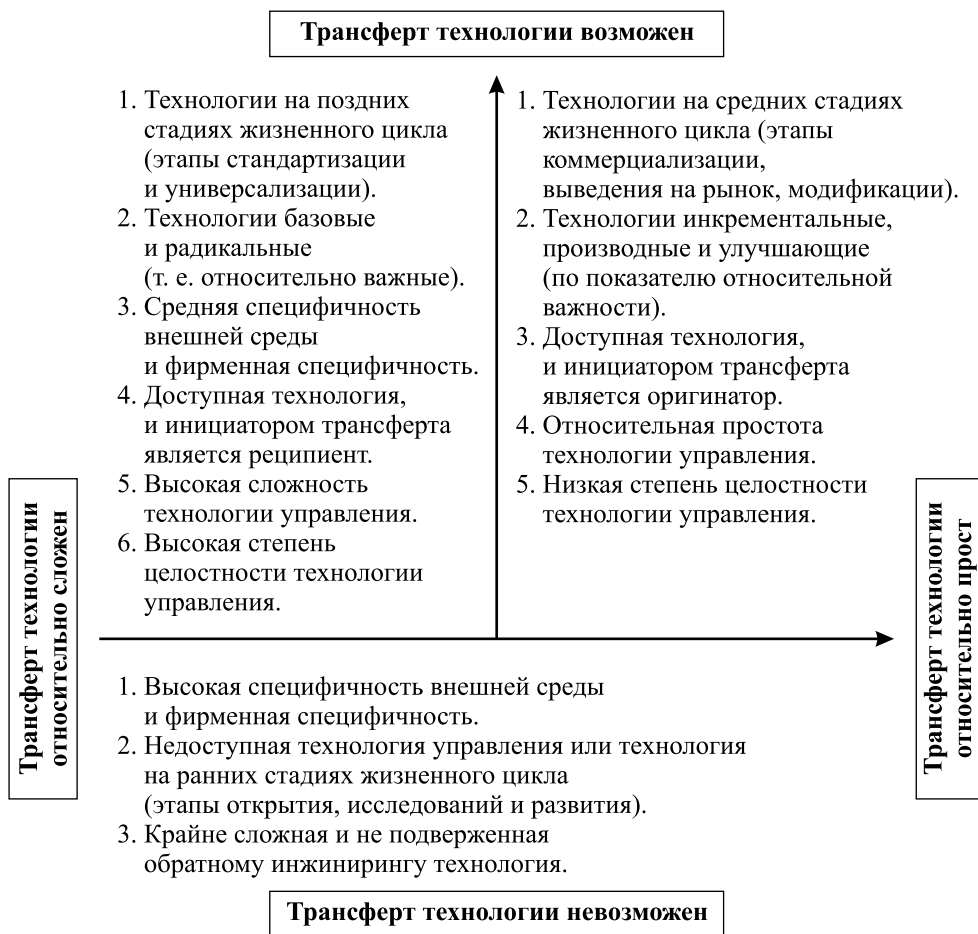 Трансферт технологии возможен
1. Технологии на поздних
стадиях жизненного цикла
(этапы стандартизации
и универсализации).
2. Технологии базовые
и радикальные
(т. е. относительно важные).
3. Средняя специфичность
внешней среды
и фирменная специфичность.
4. Доступная технология,
и инициатором трансферта
является реципиент.
5. Высокая сложность
технологии управления.
6. Высокая степень
целостности технологии
управления.
1. Технологии на средних стадиях
жизненного цикла (этапы
коммерциализации,
выведения на рынок, модификации).
2. Технологии инкрементальные,
производные и улучшающие
(по показателю относительной
важности).
3. Доступная технология,
и инициатором трансферта
является оригинатор.
4. Относительная простота
технологии управления.
5. Низкая степень целостности
технологии управления.
Трансферт технологии
относительно сложен
Трансферт технологии
относительно прост
1. Высокая специфичность внешней среды
и фирменная специфичность.
2. Недоступная технология управления или технология
на ранних стадиях жизненного цикла
(этапы открытия, исследований и развития).
3. Крайне сложная и не подверженная
обратному инжинирингу технология.
Трансферт технологии невозможен